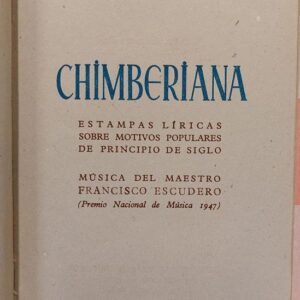 CHIMBERIANA
ESTAMPAS LÍRICAS
SOBRE MOTIVOS POPULARES
DE PRINCIPIO DE SIGLO
MÚSICA DEL MAESTRO
FRANCISCO ESCUDERO
(Premio Nacional de Música 1947)